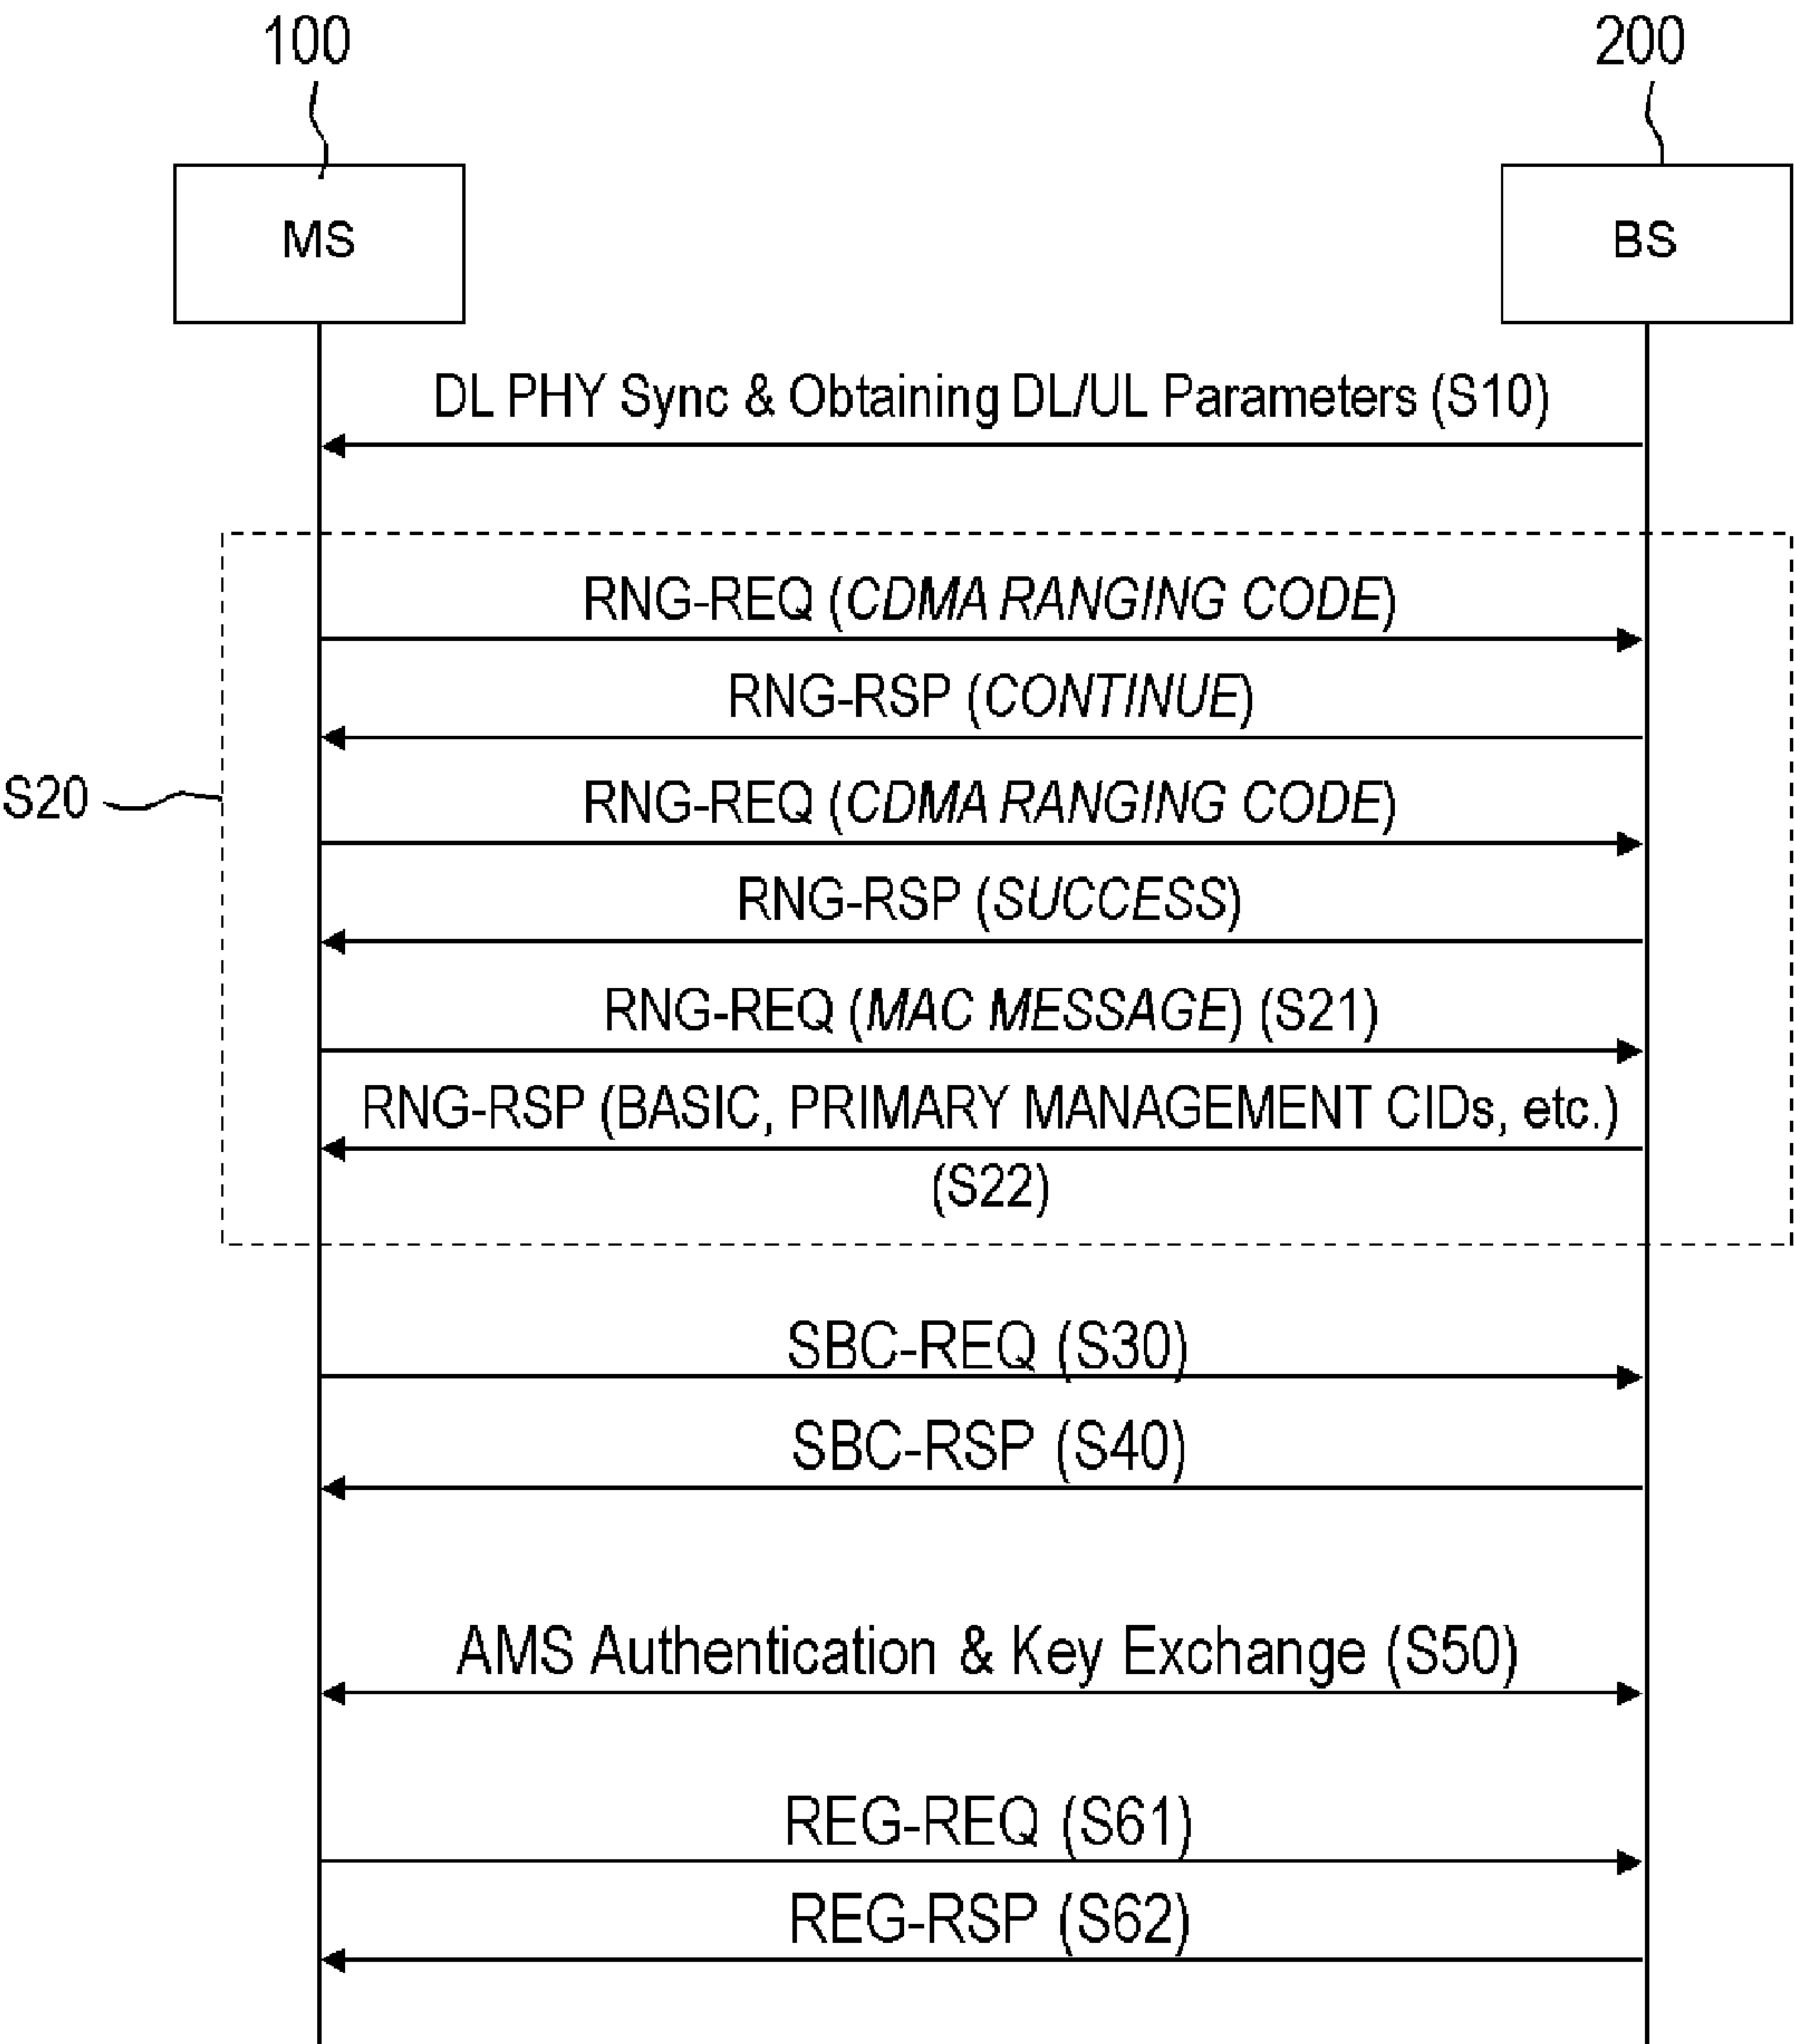 100
200
MS
BS
DL PHY Sync & Obtaining DL/UL Parameters (S10)
RNG-REQ (CDMA RANGING CODE)
RNG-RSP (CONTINUE)
S20
RNG-REQ (CDMA RANGING CODE)
RNG-RSP (SUCCESS)
RNG-REQ (MAC MESSAGE) (S21)
RNG-RSP (BASIC, PRIMARY MANAGEMENT CIDs, etc.)
(S22)
SBC-REQ (S30)
SBC-RSP (S40)
AMS Authentication & Key Exchange (S50)
REG-REQ (S61)
REG-RSP (S62)